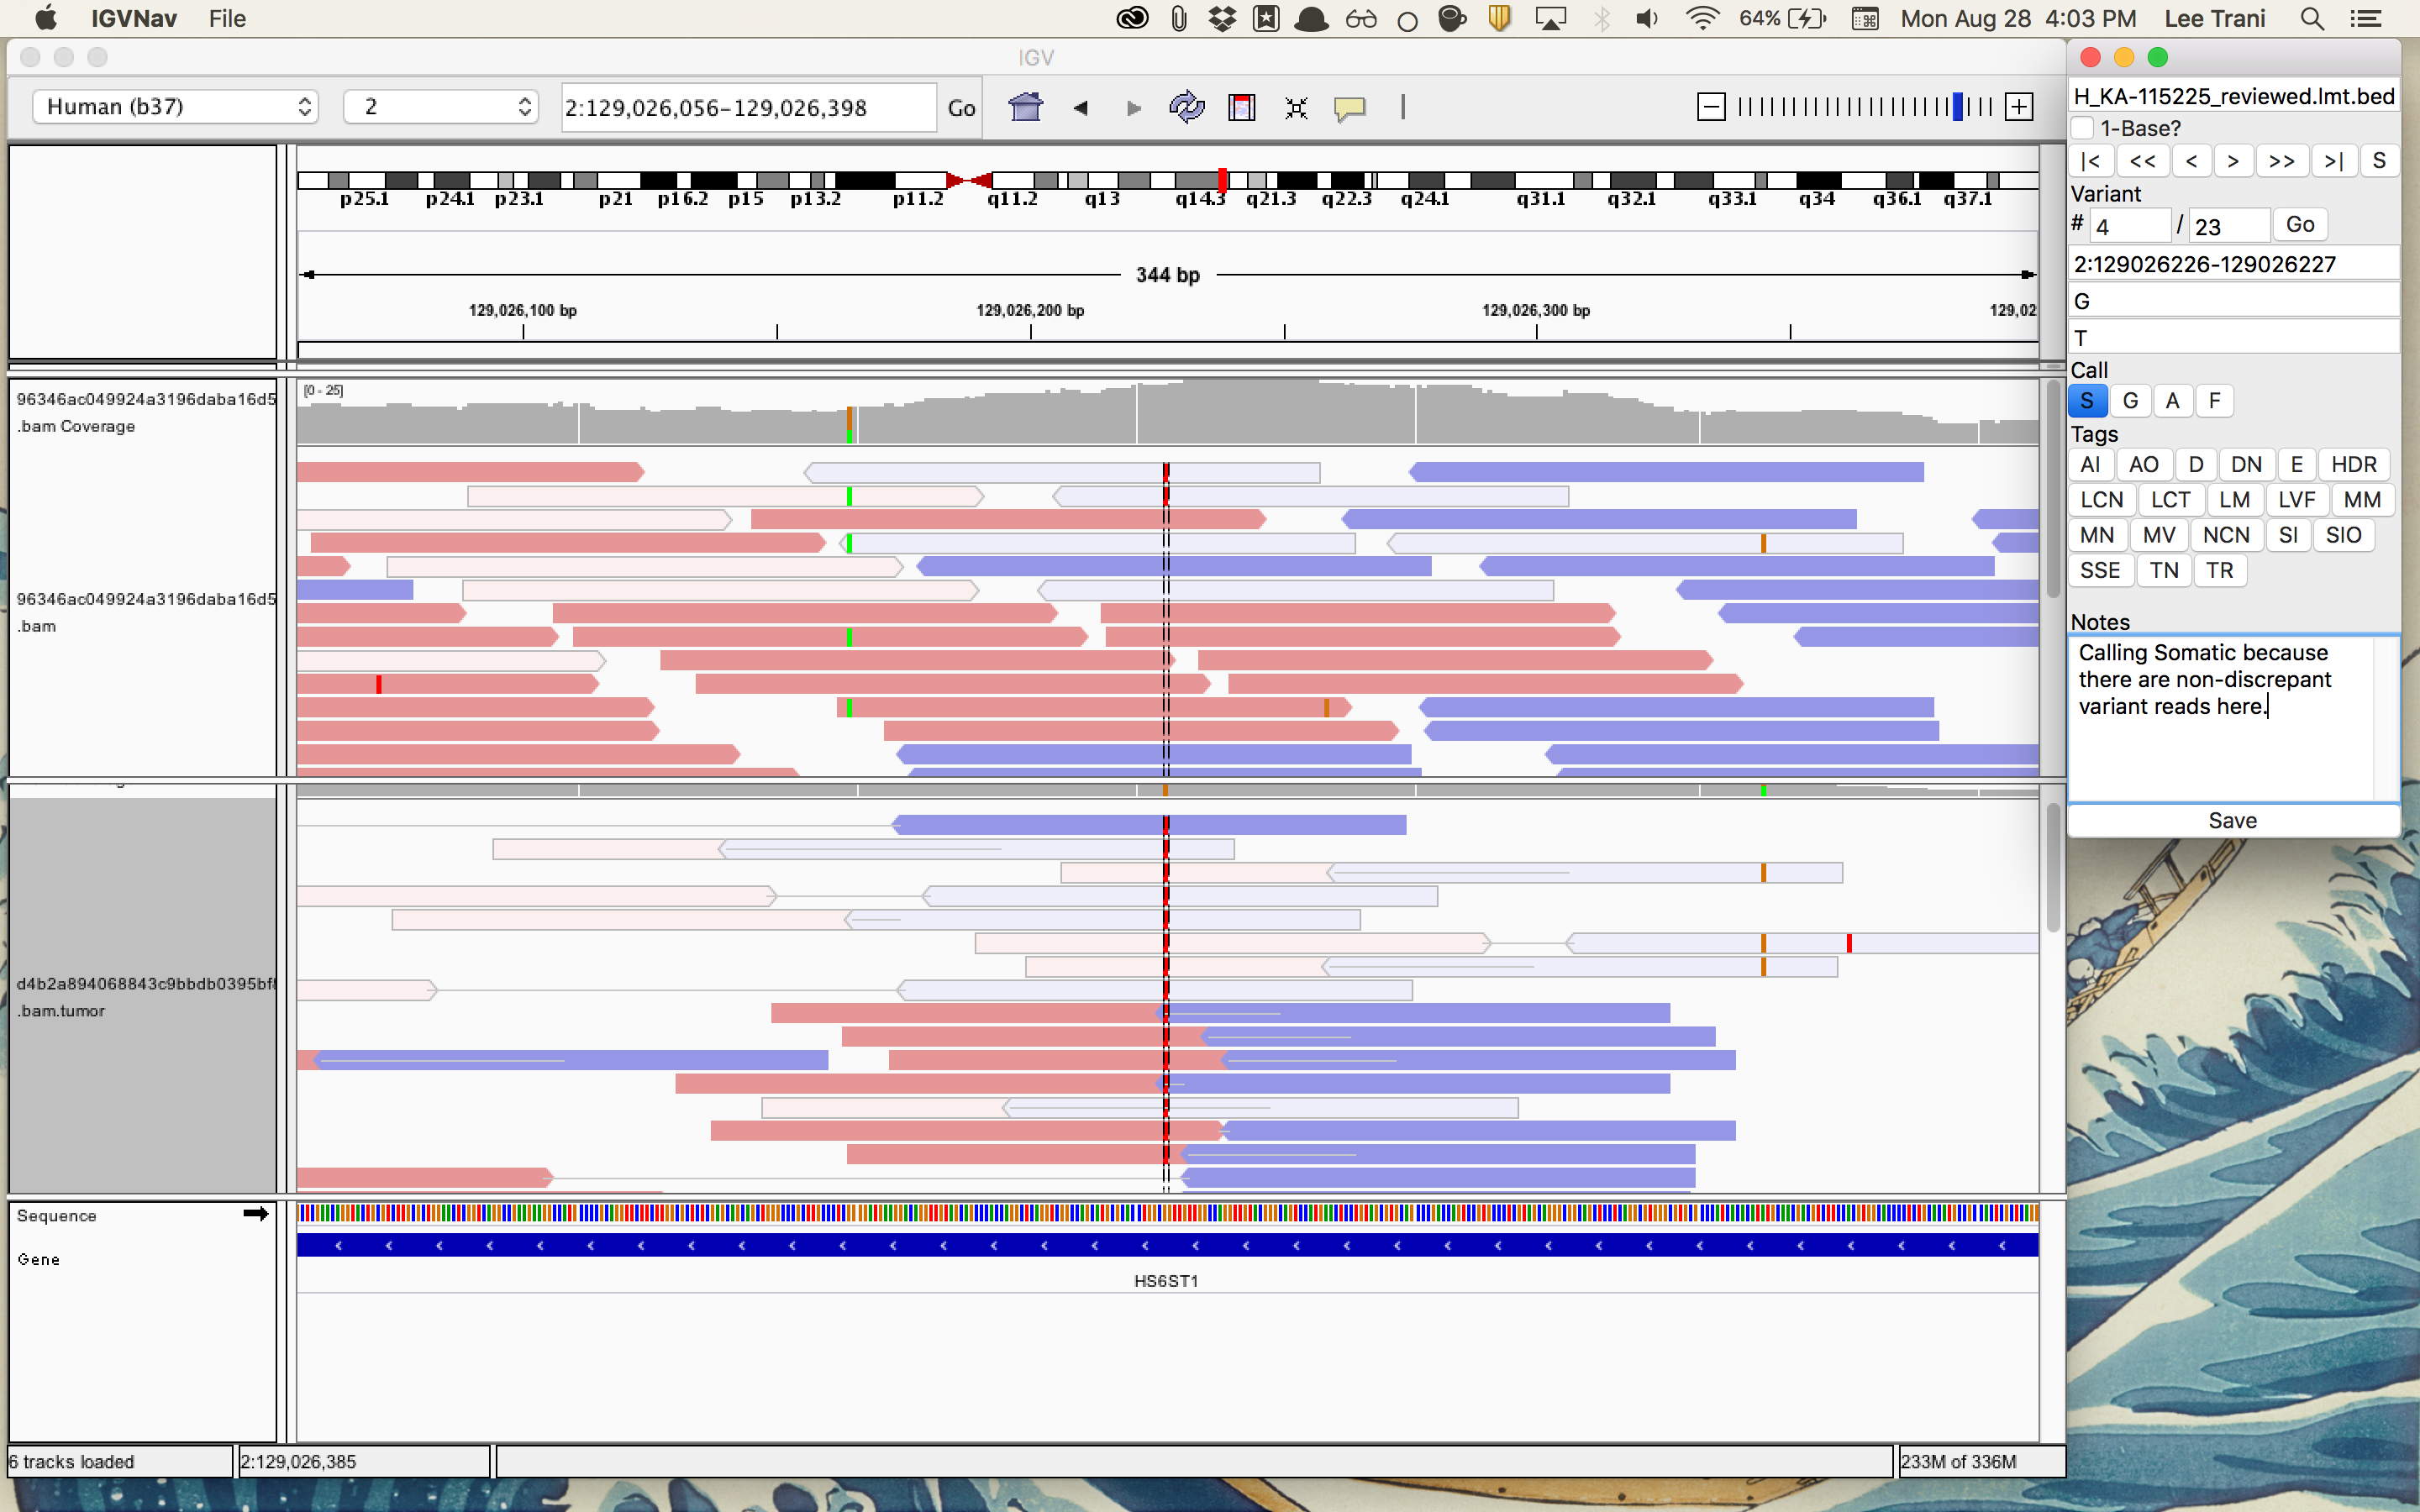 IGVNav File 64% Mon Aug 28 4:03 PM Lee Trani
IGV
Human (b37) 2 2:129,026,056-129,026,398 Go
p25.1 p24.1 p23.1 p21 p16.2 p15 p13.2 p11.2 q11.2 q13 q14.3 q21.3 q22.3 q24.1 q31.1 q32.1 q33.1 q34 q36.1 q37.1
344 bp
129,026,100 bp 129,026,200 bp 129,026,300 bp 129,02
96346ac049924a3196daba16d5
.bam Coverage
[0 - 25]
96346ac049924a3196daba16d5
.bam
d4b2a894068843c9bbdb0395bf
.bam.tumor
Sequence
Gene
HS6ST1
6 tracks loaded 2:129,026,385 233M of 336M
H_KA-115225_reviewed.lmt.bed
1-Base?
|< << < > >> >| S
Variant
# 4 / 23 Go
2:129026226-129026227
G
T
Call
S G A F
Tags
AI AO D DN E HDR
LCN LCT LM LVF MM
MN MV NCN SI SIO
SSE TN TR
Notes
Calling Somatic because
there are non-discrepant
variant reads here.
Save